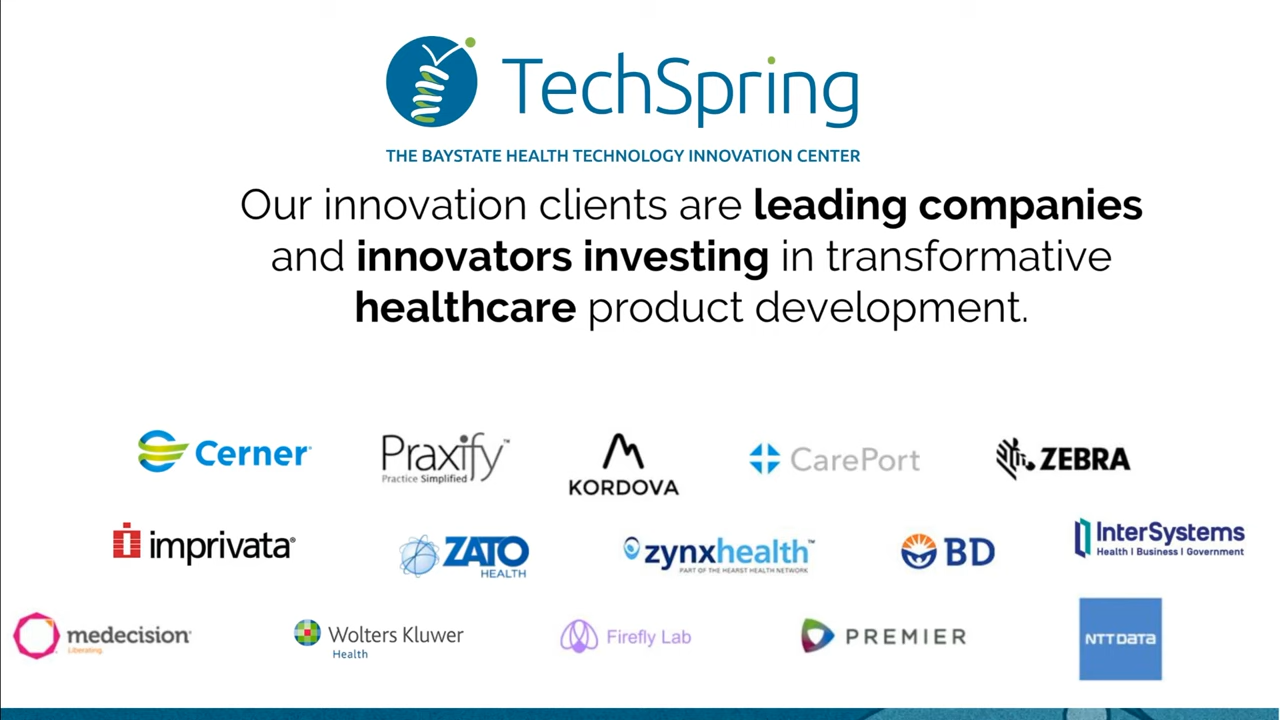 TechSpring
THE BAYSTATE HEALTH TECHNOLOGY INNOVATION CENTER
Our innovation clients are leading companies
and innovators investing in transformative
healthcare product development.
Cerner®
Praxify™
Practice Simplified
KORDOVA
CarePort
ZEBRA
imprivata®
ZATO
HEALTH
zynxhealth™
PART OF THE HEARST HEALTH NETWORK
BD
InterSystems
Health | Business | Government
medecision®
Liberating.
Wolters Kluwer
Health
Firefly Lab
PREMIER
NTT DATA